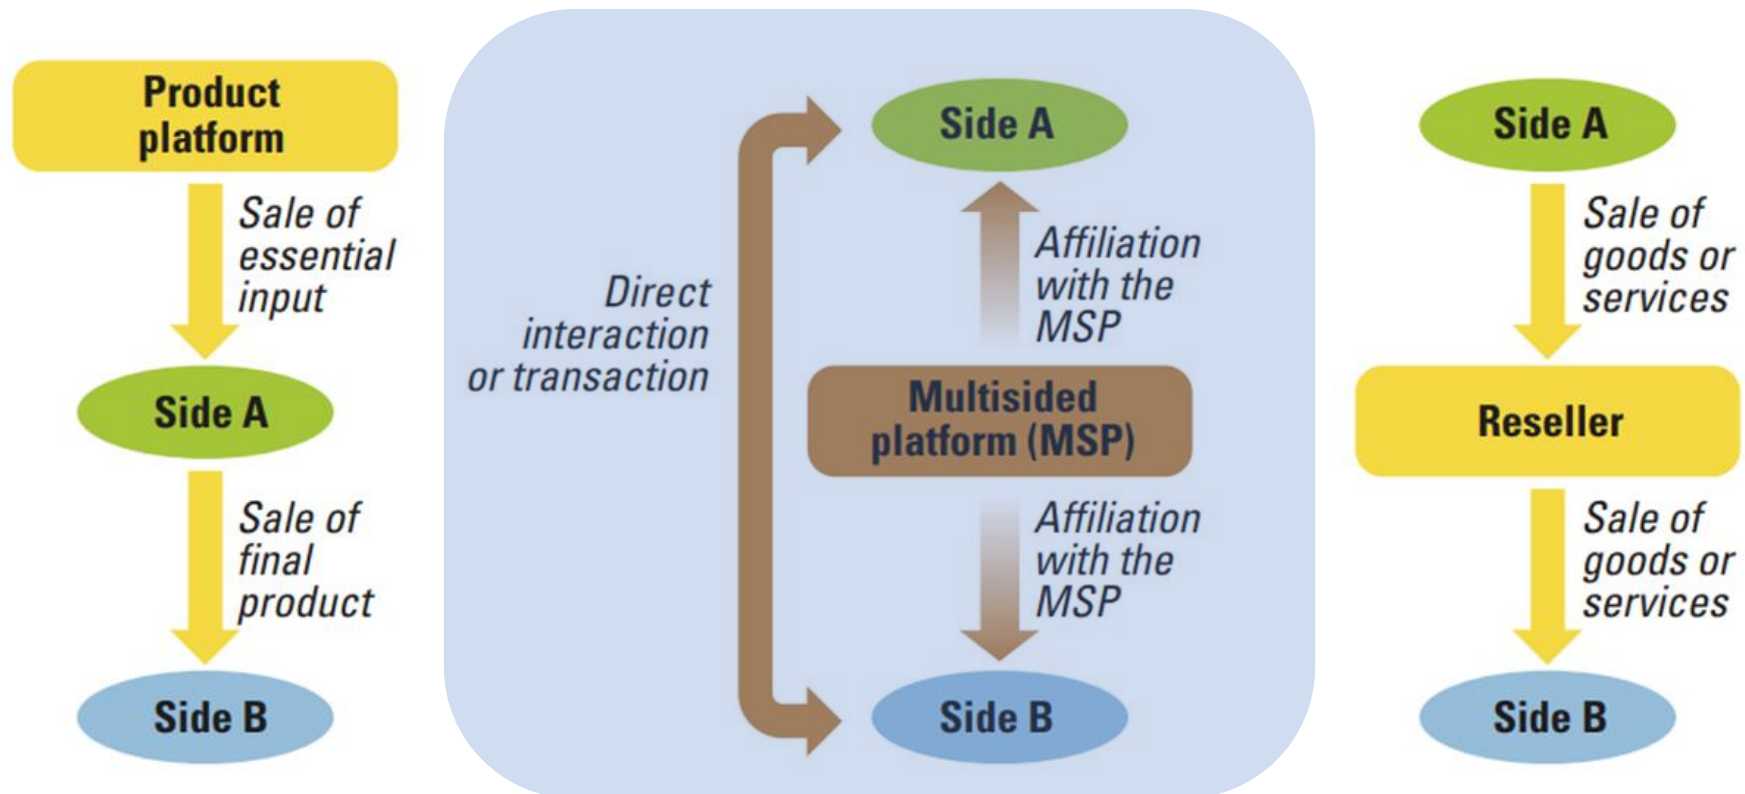 Product
platform
Sale of
essential
input
Side A
Sale of
final
product
Side B
Direct
interaction
or transaction
Side A
Affiliation
with the
MSP
Multisided
platform (MSP)
Affiliation
with the
MSP
Side B
Side A
Sale of
goods or
services
Reseller
Sale of
goods or
services
Side B